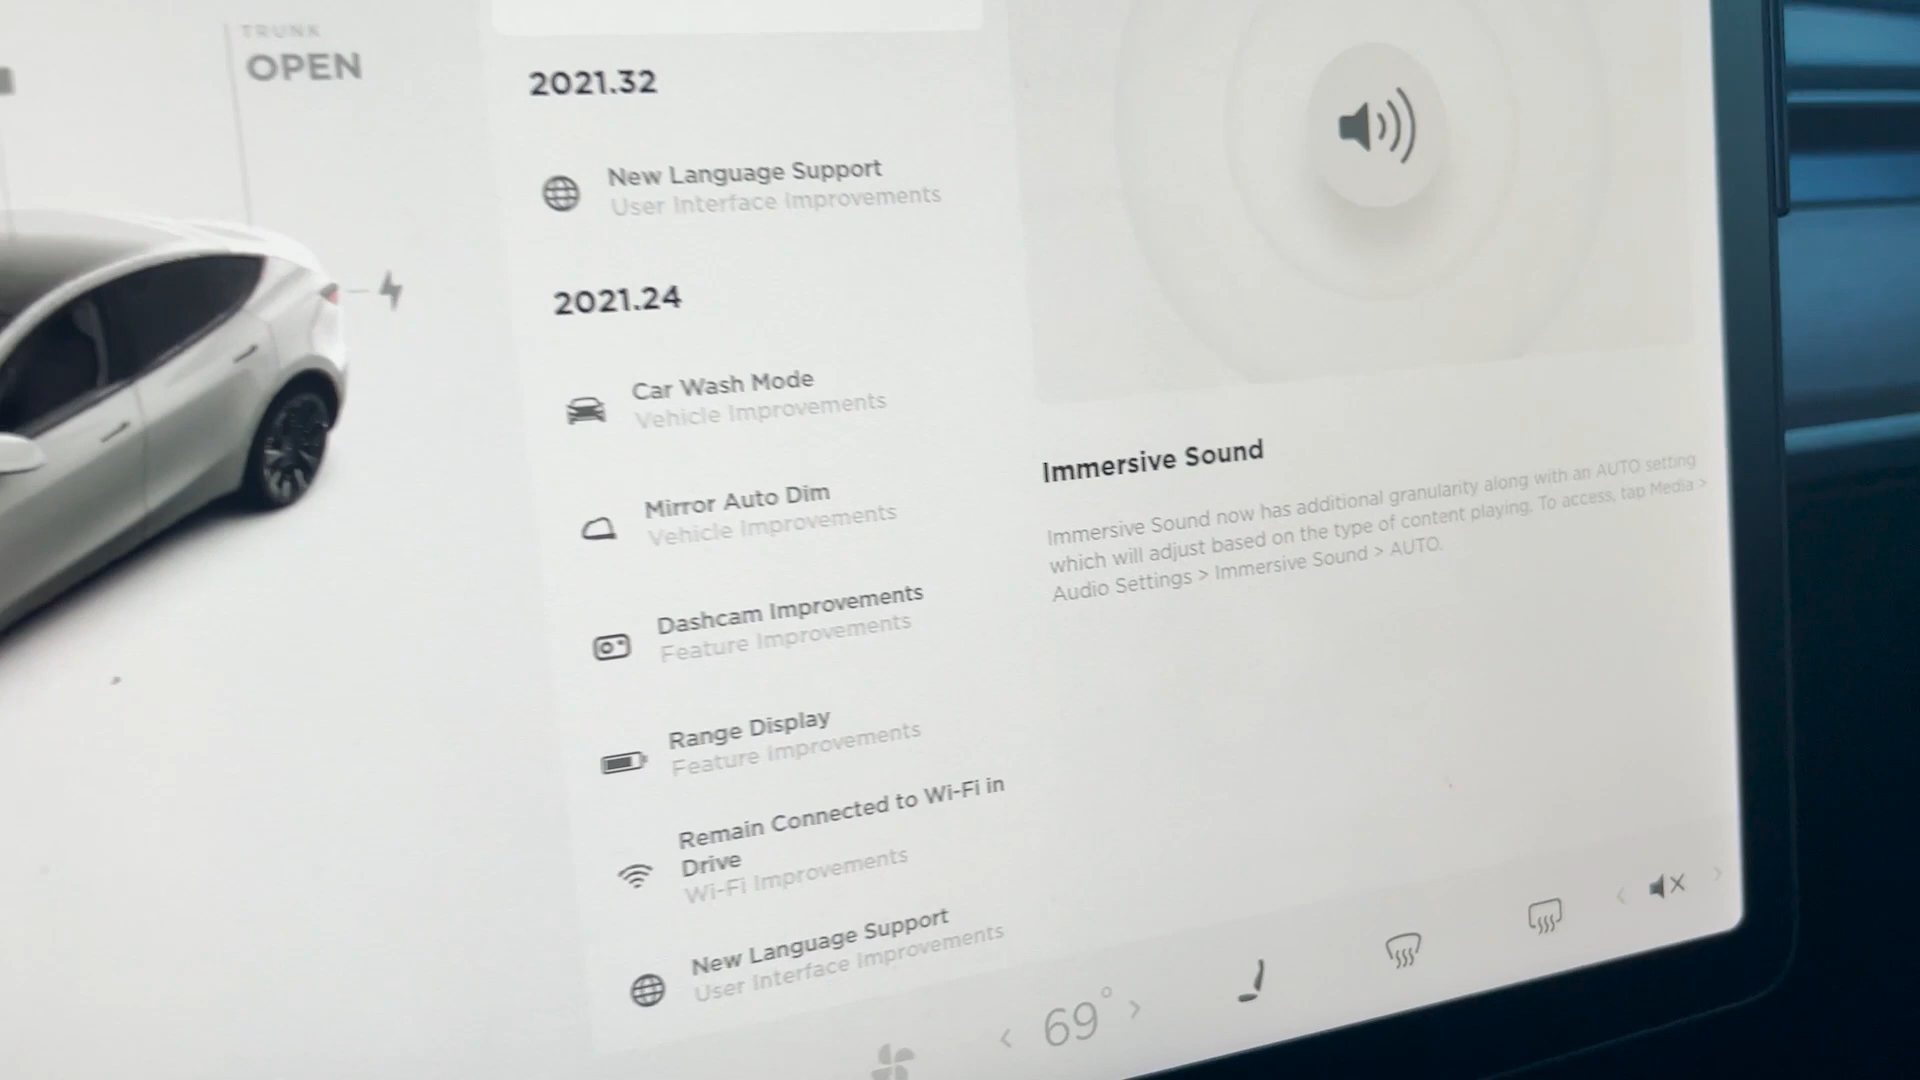 TRUNK
OPEN
2021.32
New Language Support
User Interface Improvements
2021.24
Car Wash Mode
Vehicle Improvements
Mirror Auto Dim
Vehicle Improvements
Dashcam Improvements
Feature Improvements
Range Display
Feature Improvements
Remain Connected to Wi-Fi in
Drive
Wi-Fi Improvements
New Language Support
User Interface Improvements
Immersive Sound
Immersive Sound now has additional granularity along with an AUTO setting
which will adjust based on the type of content playing. To access, tap Media >
Audio Settings > Immersive Sound > AUTO.
< 69° >